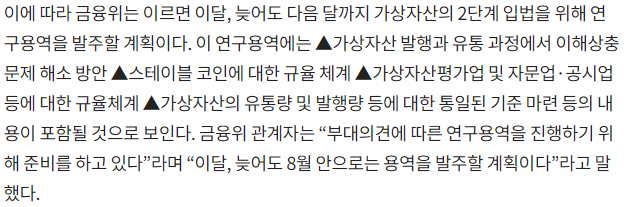 이에 따라 금융위는 이르면 이달, 늦어도 다음 달까지 가상자산의 2단계 입법을 위해 연
구용역을 발주할 계획이다. 이 연구용역에는 ▲가상자산 발행과 유통 과정에서 이해상충
문제 해소 방안 ▲스테이블 코인에 대한 규율 체계 ▲가상자산평가업 및 자문업·공시업
등에 대한 규율체계 ▲가상자산의 유통량 및 발행량 등에 대한 통일된 기준 마련 등의 내
용이 포함될 것으로 보인다. 금융위 관계자는 “부대의견에 따른 연구용역을 진행하기 위
해 준비를 하고 있다”라며 “이달, 늦어도 8월 안으로는 용역을 발주할 계획이다”라고 말
했다.